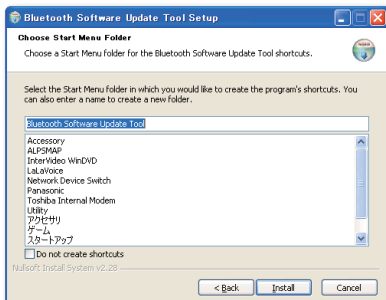 Bluetooth Software Update Tool Setup
Choose Start Menu Folder
Choose a Start Menu folder for the Bluetooth Software Update Tool shortcuts.
Select the Start Menu folder in which you would like to create the program's shortcuts. You
can also enter a name to create a new folder.
Bluetooth Software Update Tool
Accessory
ALPSMAP
InterVideo WinDVD
LaLaVoice
Network Device Switch
Panasonic
Toshiba Internal Modem
Utility
アクセサリ
ゲーム
スタートアップ
Do not create shortcuts
Nullsoft Install System v2.28
< Back Install Cancel